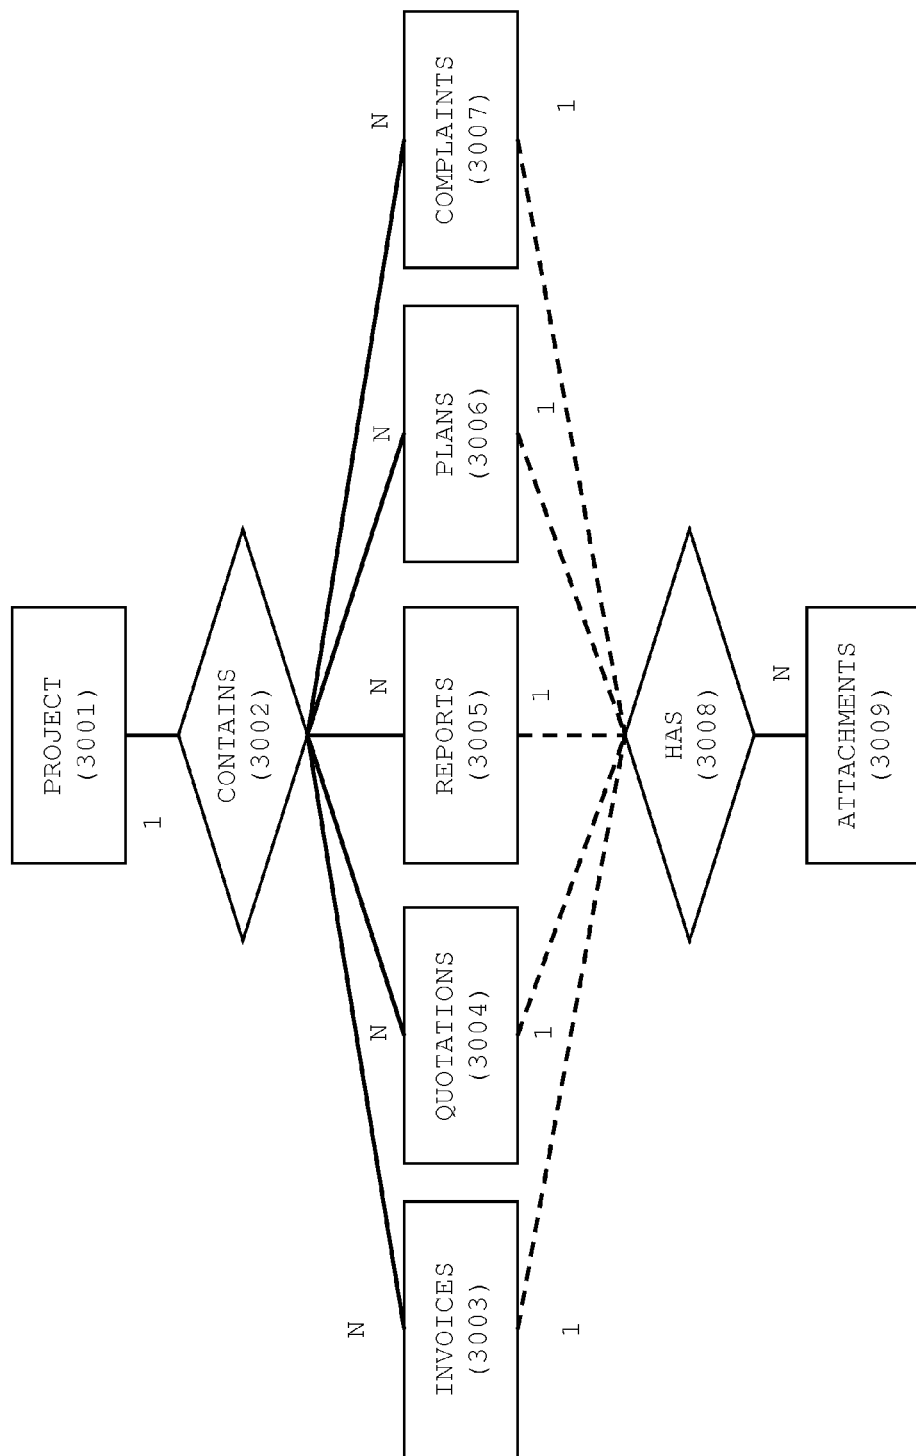 PROJECT
(3001)
1
CONTAINS
(3002)
N
N
N
N
N
INVOICES
(3003)
QUOTATIONS
(3004)
REPORTS
(3005)
PLANS
(3006)
COMPLAINTS
(3007)
1
1
1
1
1
HAS
(3008)
N
ATTACHMENTS
(3009)